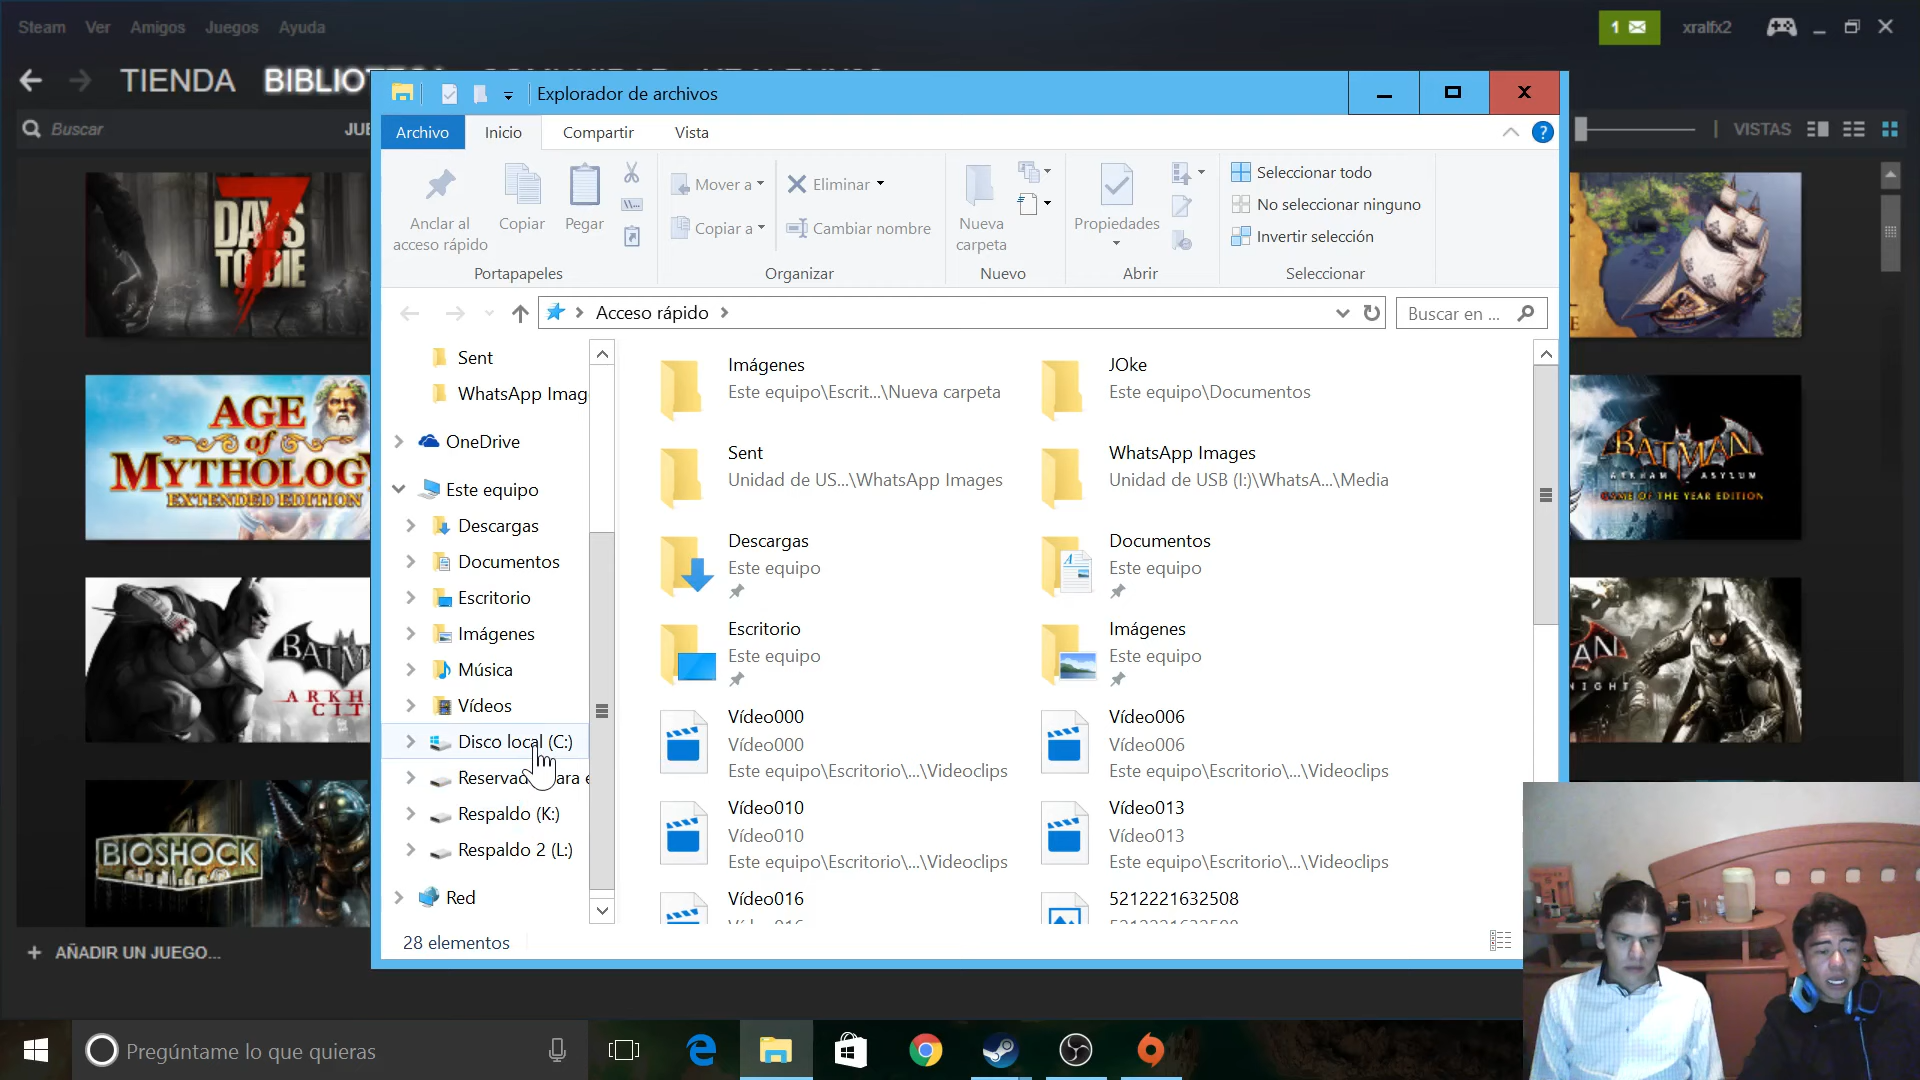 Steam Ver Amigos Juegos Ayuda
1 xralfx2
TIENDA BIBLIOTECA
Buscar
VISTAS
Explorador de archivos
Archivo Inicio Compartir Vista
Anclar al
acceso rápido
Copiar
Pegar
Portapapeles
Mover a
Copiar a
Eliminar
Cambiar nombre
Organizar
Nueva
carpeta
Nuevo
Propiedades
Abrir
Seleccionar todo
No seleccionar ninguno
Invertir selección
Seleccionar
Acceso rápido
Buscar en ...
Sent
WhatsApp Imag
OneDrive
Este equipo
Descargas
Documentos
Escritorio
Imágenes
Música
Vídeos
Disco local (C:)
Respaldo (K:)
Respaldo 2 (L:)
Red
Imágenes
Este equipo\Escrit...\Nueva carpeta
JOke
Este equipo\Documentos
Sent
Unidad de US...\WhatsApp Images
WhatsApp Images
Unidad de USB (I:)\WhatsA...\Media
Descargas
Este equipo
Documentos
Este equipo
Escritorio
Este equipo
Imágenes
Este equipo
Vídeo000
Vídeo000
Este equipo\Escritorio\...\Videoclips
Vídeo006
Vídeo006
Este equipo\Escritorio\...\Videoclips
Vídeo010
Vídeo010
Este equipo\Escritorio\...\Videoclips
Vídeo013
Vídeo013
Este equipo\Escritorio\...\Videoclips
Vídeo016
5212221632508
28 elementos
7
DAYS
TO DIE
AGE
of
MYTHOLOGY
EXTENDED EDITION
BATMAN
ARKHAM ASYLUM
GAME OF THE YEAR EDITION
BIOSHOCK
+ AÑADIR UN JUEGO...
Pregúntame lo que quieras